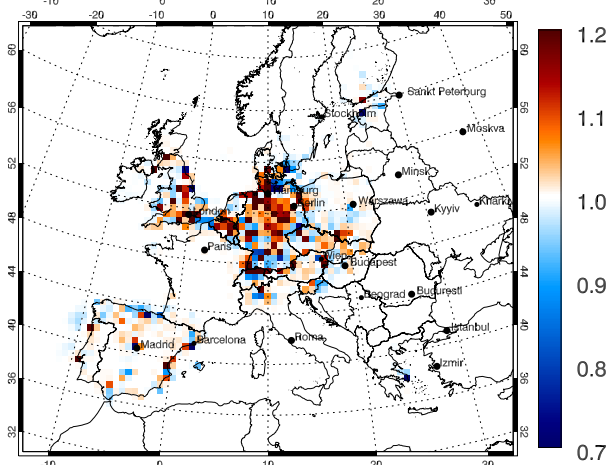 -30 -10 -0 10 20 30 40 50
1.2
60 60
Sankt Peterburg
56 56
Stockholm
1.1
Moskva
52 52
Minsk
Hamburg
Berlin Warszawa
London Kyyiv
1.0
48 48
Paris
Wien
Budapest
44 44
Beograd Bucuresti
0.9
40 40
Madrid Barcelona Roma Istanbul
Izmir
0.8
36 36
32 32
0.7
-10 0 10 20 30